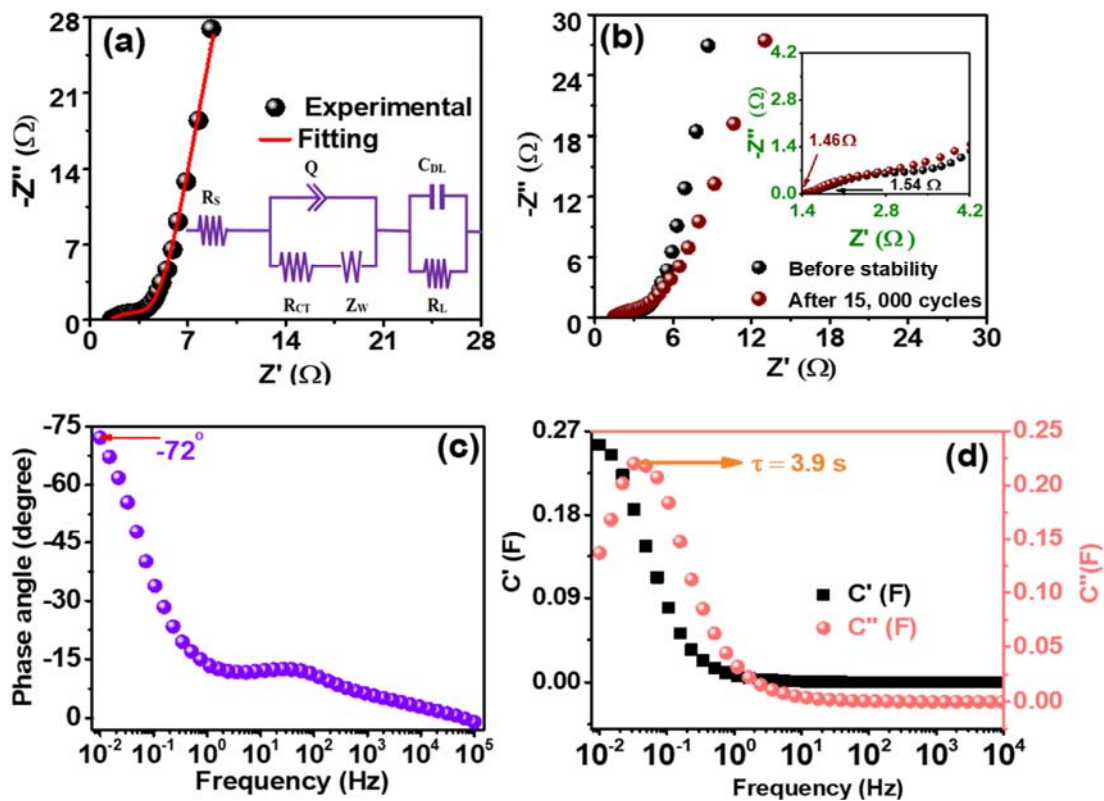 (a)
28
21
14
7
0
-Z'' (Ω)
Experimental
Fitting
RS
Q
RCT
ZW
CDL
RL
0 7 14 21 28
Z' (Ω)
(b)
-30
27
18
9
6
0
-Z'' (Ω)
4.2
2.8
1.4
0.0
-Z'' (Ω)
1.46Ω
1.54 Ω
1.4 2.8 4.2
Z' (Ω)
Before stability
After 15, 000 cycles
0 6 12 18 24 30
Z' (Ω)
(c)
-75
-60
-45
-30
-15
0
Phase angle (degree)
-72°
10⁻² 10⁻¹ 10⁰ 10¹ 10² 10³ 10⁴ 10⁵
Frequency (Hz)
(d)
0.27
0.18
0.09
0.00
C' (F)
τ = 3.9 s
C' (F)
C'' (F)
0.25
0.20
0.15
0.10
0.05
0.00
C''(F)
10⁻² 10⁻¹ 10⁰ 10¹ 10² 10³ 10⁴
Frequency (Hz)